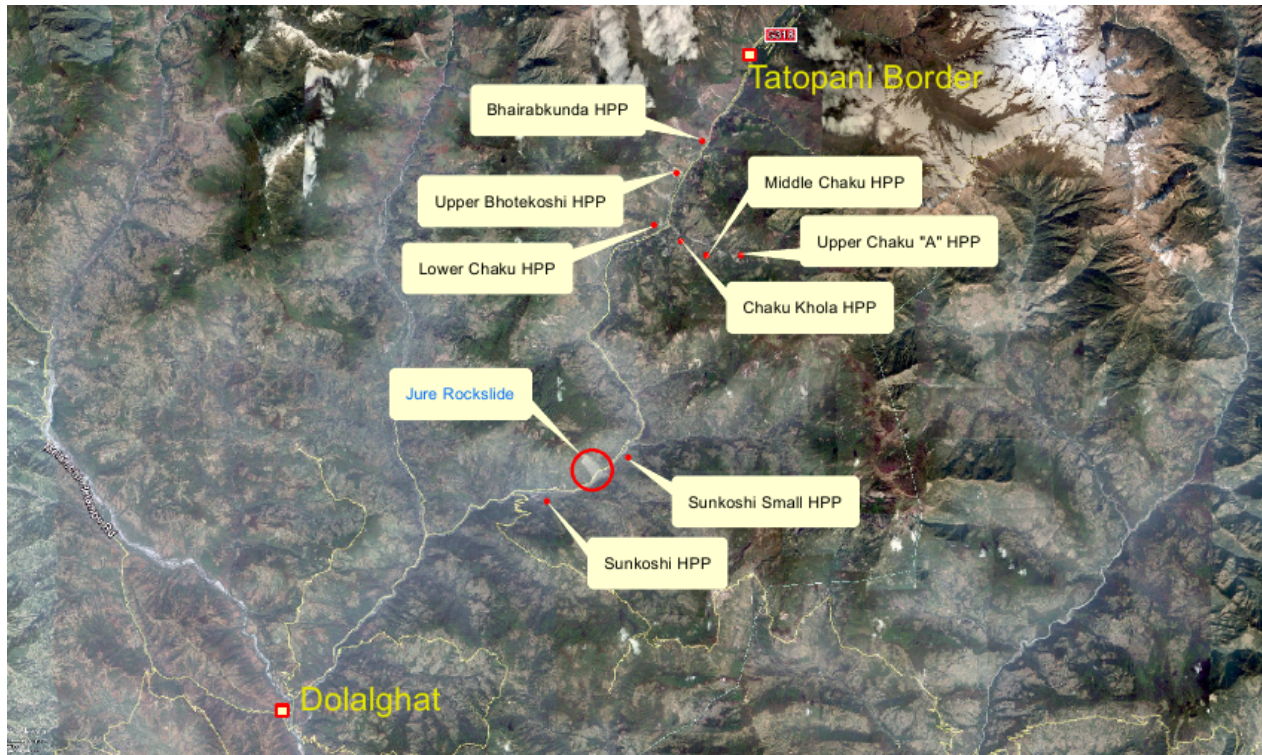 G318
Tatopani Border
Bhairabkunda HPP
Middle Chaku HPP
Upper Bhotekoshi HPP
Upper Chaku "A" HPP
Lower Chaku HPP
Chaku Khola HPP
Jure Rockslide
Sunkoshi Small HPP
Sunkoshi HPP
Dolalghat